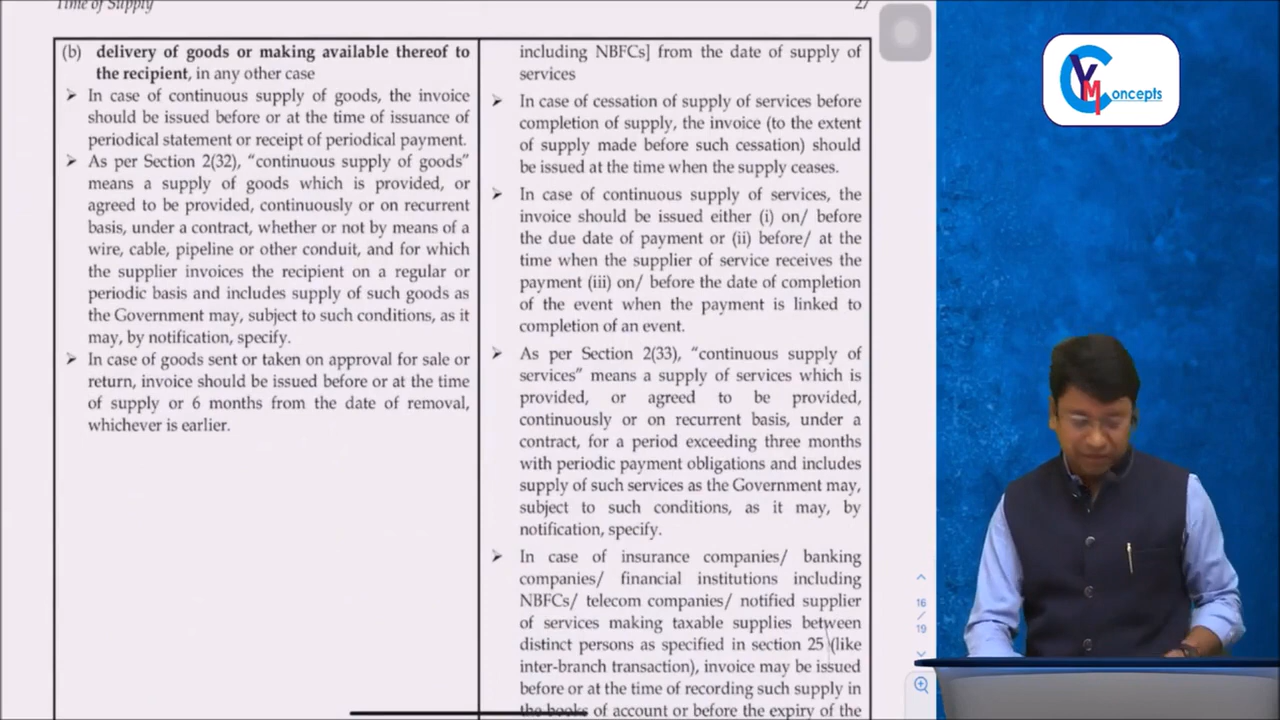 Time of Supply
27
(b) delivery of goods or making available thereof to
the recipient, in any other case
➢ In case of continuous supply of goods, the invoice
should be issued before or at the time of issuance of
periodical statement or receipt of periodical payment.
➢ As per Section 2(32), “continuous supply of goods”
means a supply of goods which is provided, or
agreed to be provided, continuously or on recurrent
basis, under a contract, whether or not by means of a
wire, cable, pipeline or other conduit, and for which
the supplier invoices the recipient on a regular or
periodic basis and includes supply of such goods as
the Government may, subject to such conditions, as it
may, by notification, specify.
➢ In case of goods sent or taken on approval for sale or
return, invoice should be issued before or at the time
of supply or 6 months from the date of removal,
whichever is earlier.
including NBFCs] from the date of supply of
services
➢ In case of cessation of supply of services before
completion of supply, the invoice (to the extent
of supply made before such cessation) should
be issued at the time when the supply ceases.
➢ In case of continuous supply of services, the
invoice should be issued either (i) on/ before
the due date of payment or (ii) before/ at the
time when the supplier of service receives the
payment (iii) on/ before the date of completion
of the event when the payment is linked to
completion of an event.
➢ As per Section 2(33), “continuous supply of
services” means a supply of services which is
provided, or agreed to be provided,
continuously or on recurrent basis, under a
contract, for a period exceeding three months
with periodic payment obligations and includes
supply of such services as the Government may,
subject to such conditions, as it may, by
notification, specify.
➢ In case of insurance companies/ banking
companies/ financial institutions including
NBFCs/ telecom companies/ notified supplier
of services making taxable supplies between
distinct persons as specified in section 25 (like
inter-branch transaction), invoice may be issued
before or at the time of recording such supply in
the books of account or before the expiry of the
CYM oncepts
16
/
19